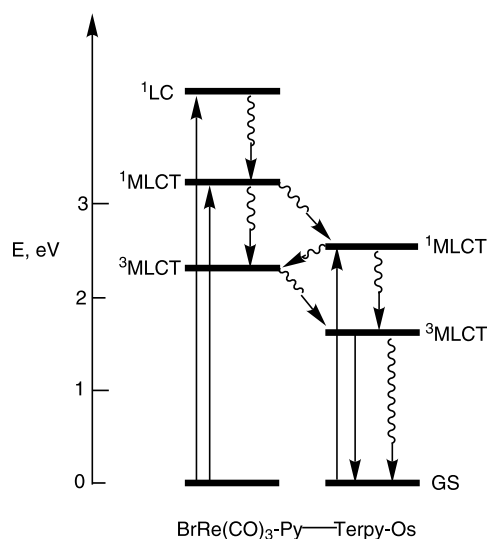 ¹LC
¹MLCT
3
E, eV
¹MLCT
³MLCT
2
³MLCT
1
0
GS
BrRe(CO)₃-Py—Terpy-Os